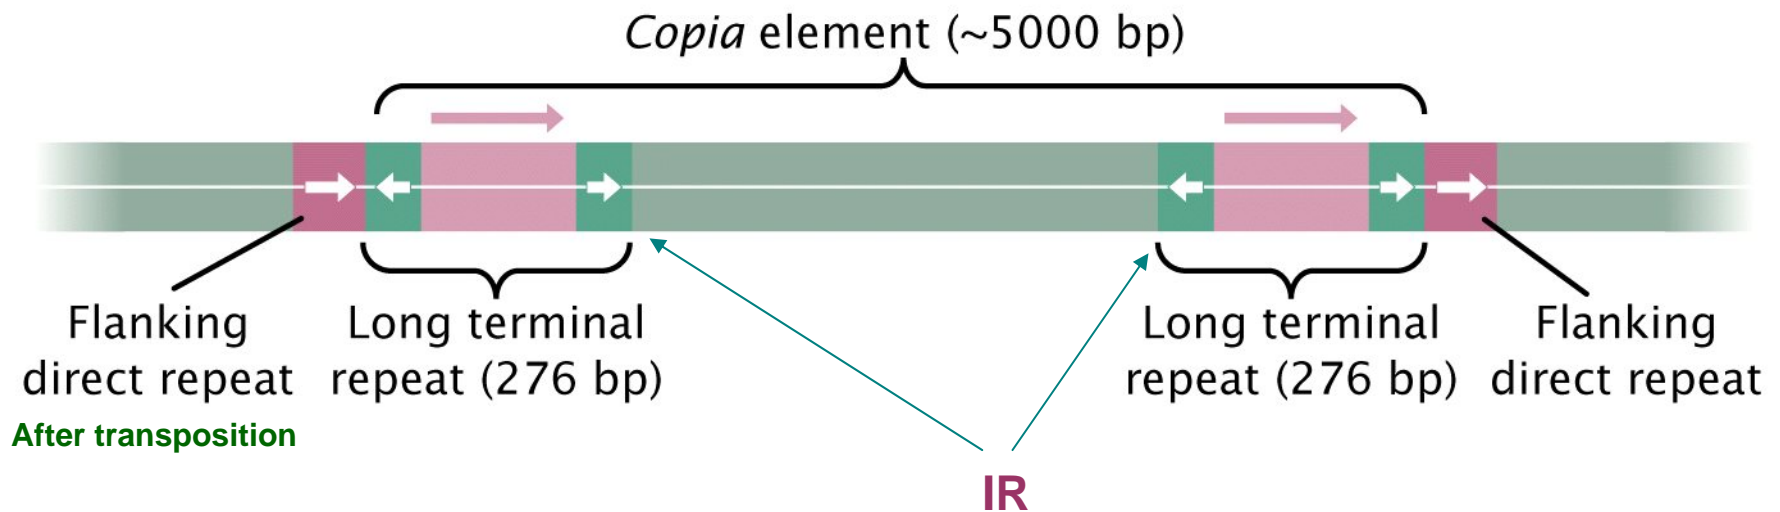 Copia element (~5000 bp)
Flanking
direct repeat
After transposition
Long terminal
repeat (276 bp)
Long terminal
repeat (276 bp)
Flanking
direct repeat
IR